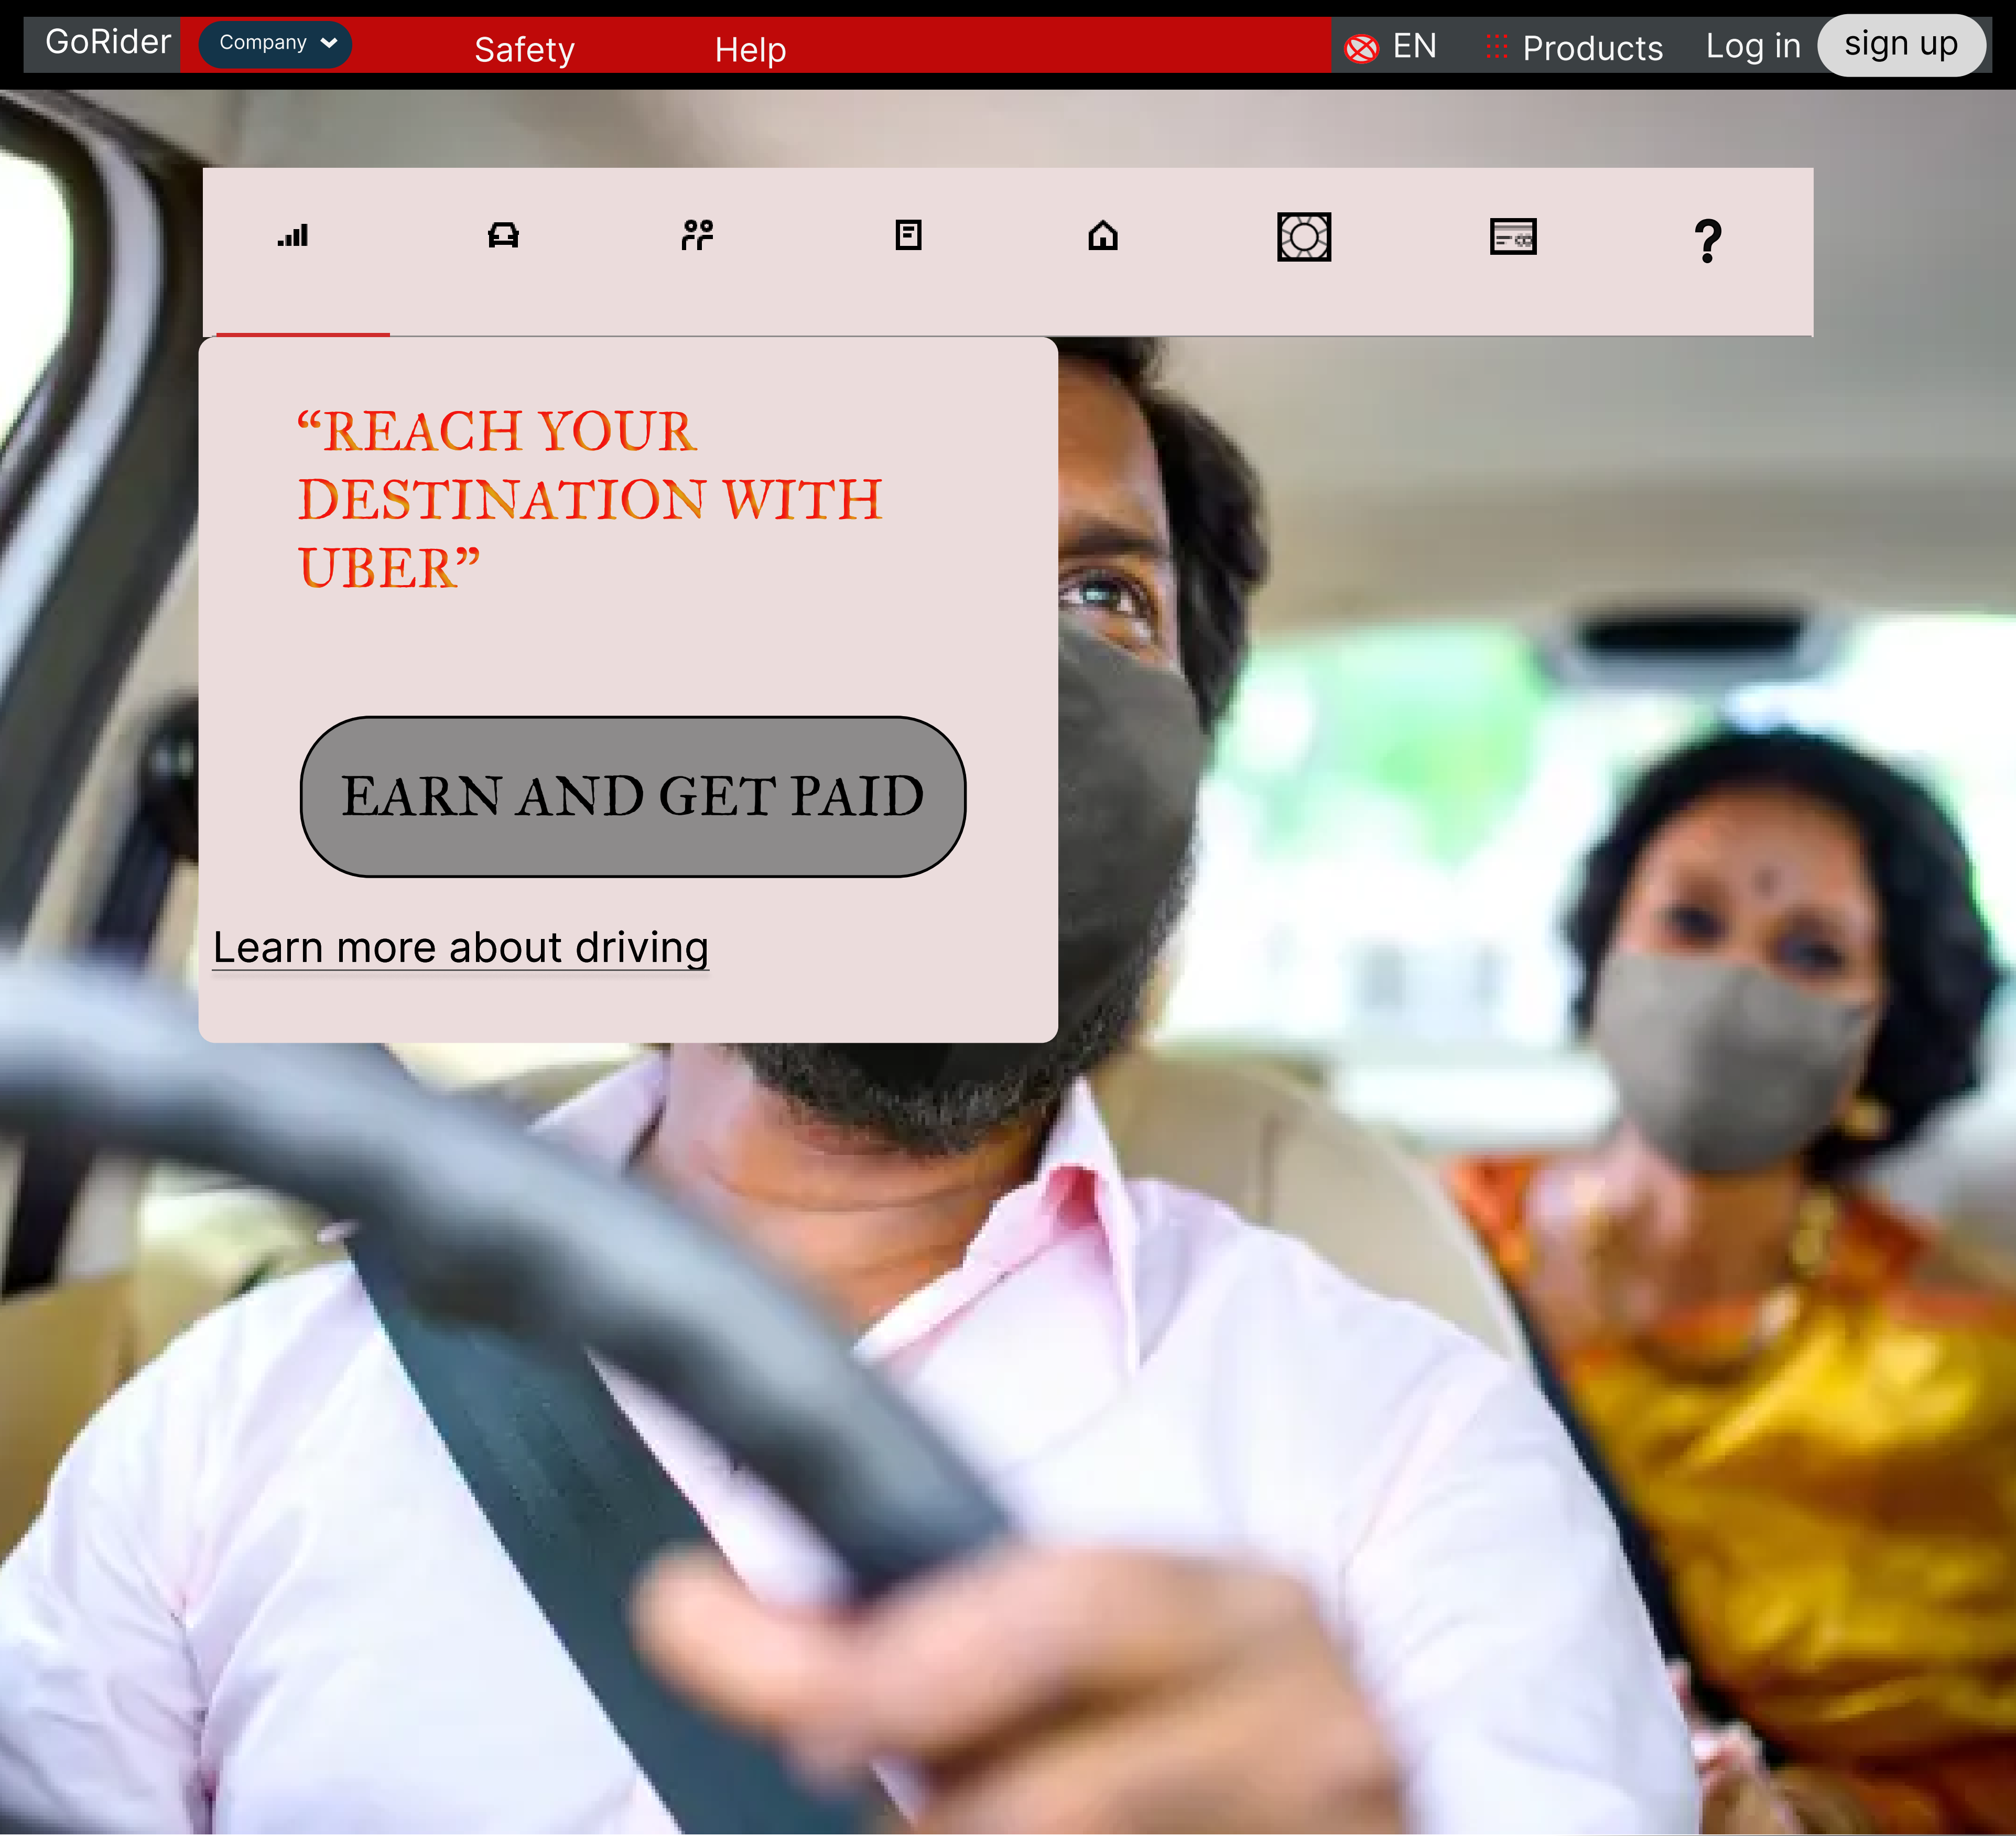 GoRider Company Safety Help EN Products Log in sign up
?
“REACH YOUR
DESTINATION WITH
UBER”
EARN AND GET PAID
Learn more about driving